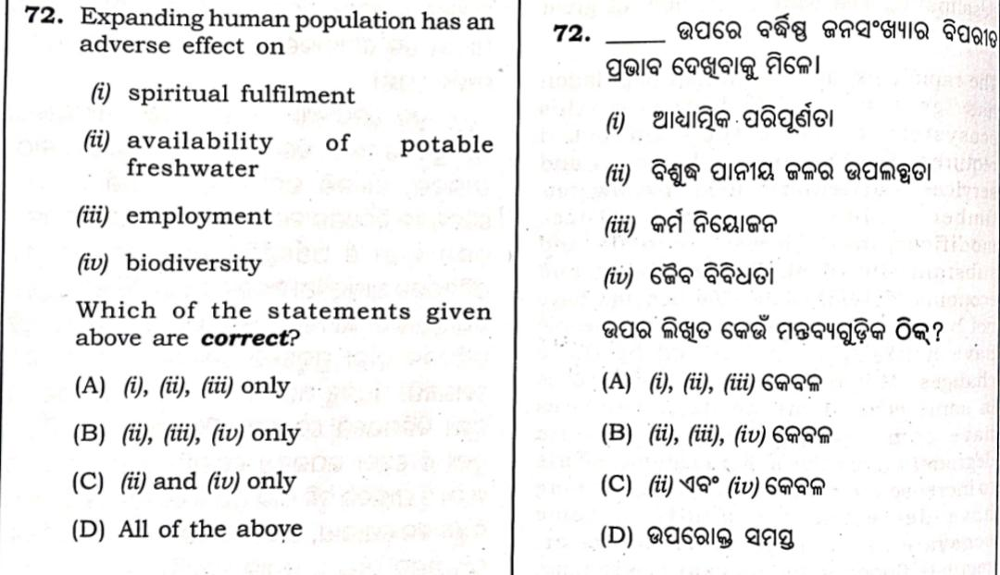 72. Expanding human population has an
adverse effect on
(i) spiritual fulfilment
(ii) availability of potable
freshwater
(iii) employment
(iv) biodiversity
Which of the statements given
above are correct?
(A) (i), (ii), (iii) only
(B) (ii), (iii), (iv) only
(C) (ii) and (iv) only
(D) All of the above
72. _____ ଉପରେ ବର୍ଦ୍ଧିଷ୍ଣୁ ଜନସଂଖ୍ୟାର ବିପରୀତ
ପ୍ରଭାବ ଦେଖିବାକୁ ମିଳେ।
(i) ଆଧ୍ୟାତ୍ମିକ ପରିପୂର୍ଣତା
(ii) ବିଶୁଦ୍ଧ ପାନୀୟ ଜଳର ଉପଲବ୍ଧତା
(iii) କର୍ମ ନିୟୋଜନ
(iv) ଜୈବ ବିବିଧତା
ଉପର ଲିଖିତ କେଉଁ ମନ୍ତବ୍ୟଗୁଡ଼ିକ ଠିକ୍?
(A) (i), (ii), (iii) କେବଳ
(B) (ii), (iii), (iv) କେବଳ
(C) (ii) ଏବଂ (iv) କେବଳ
(D) ଉପରୋକ୍ତ ସମସ୍ତ